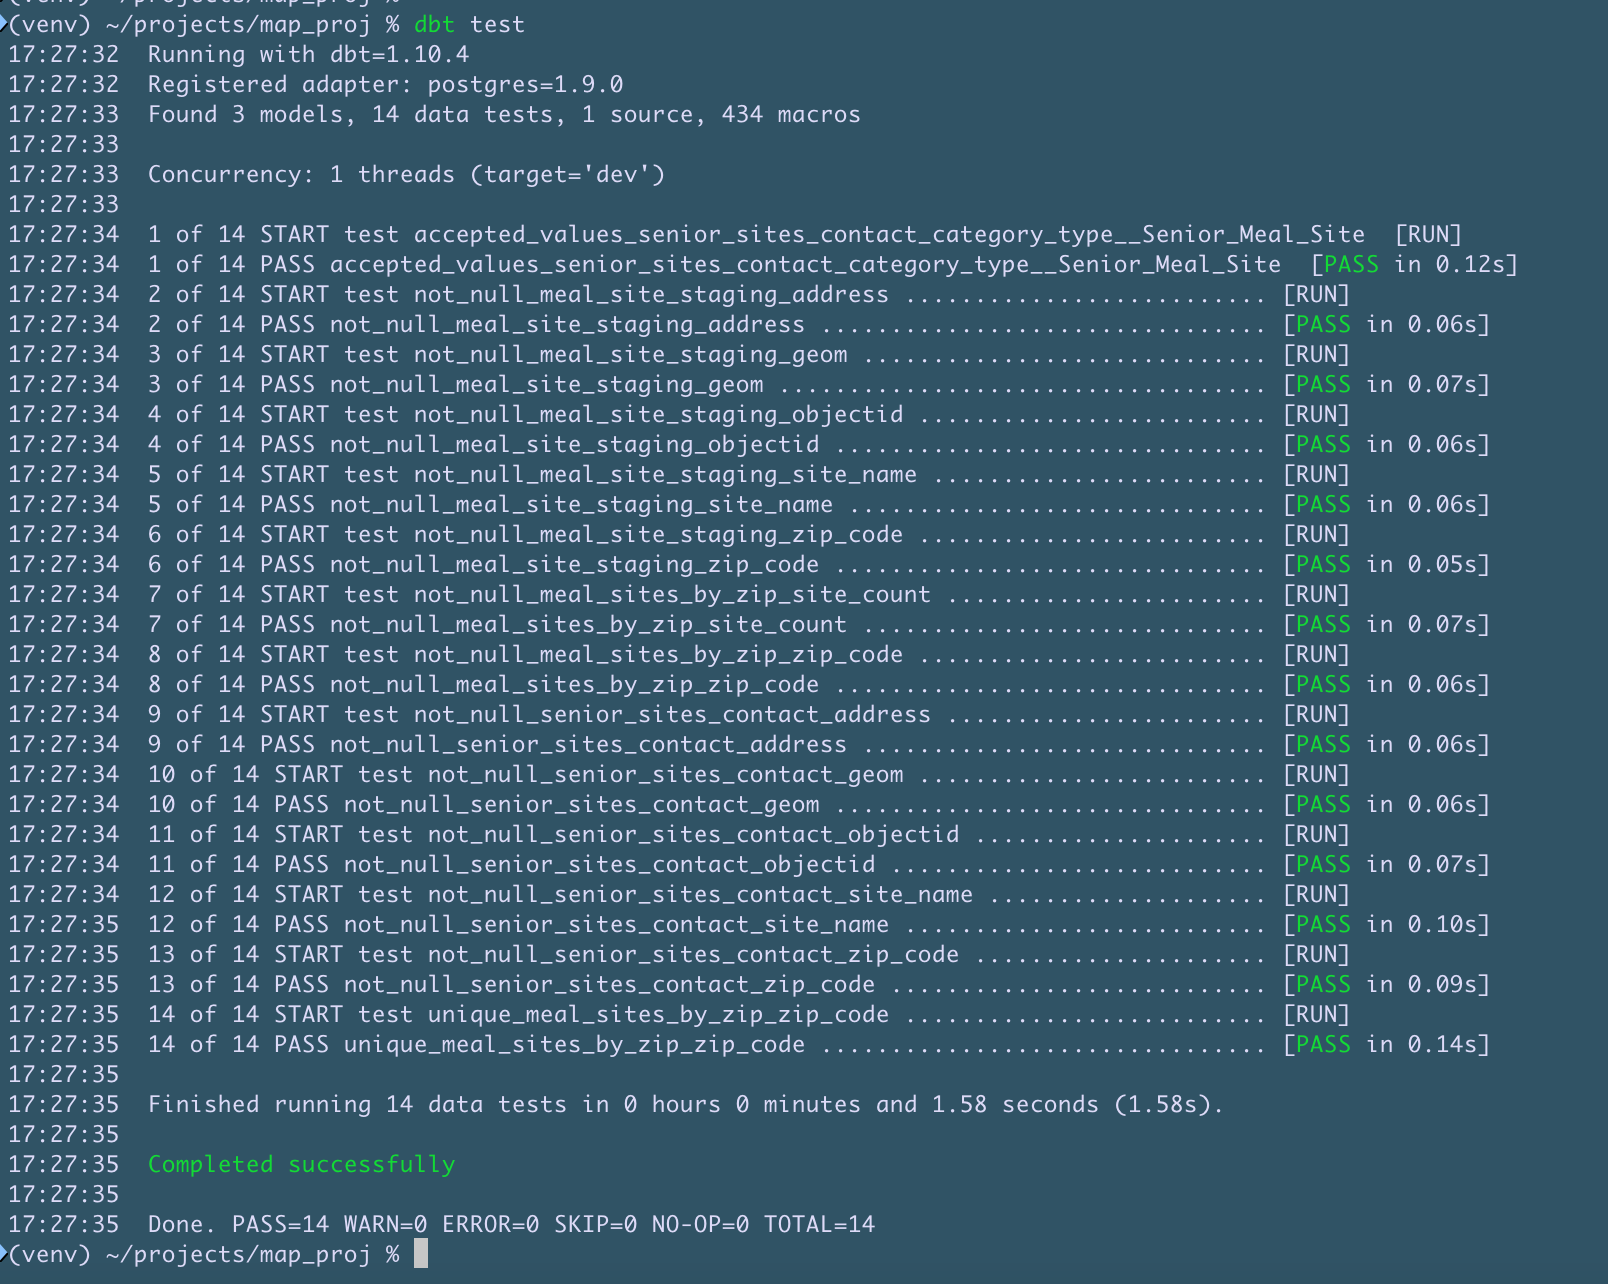 (venv) ~/projects/map_proj %
(venv) ~/projects/map_proj % dbt test
17:27:32  Running with dbt=1.10.4
17:27:32  Registered adapter: postgres=1.9.0
17:27:33  Found 3 models, 14 data tests, 1 source, 434 macros
17:27:33
17:27:33  Concurrency: 1 threads (target='dev')
17:27:33
17:27:34  1 of 14 START test accepted_values_senior_sites_contact_category_type__Senior_Meal_Site  [RUN]
17:27:34  1 of 14 PASS accepted_values_senior_sites_contact_category_type__Senior_Meal_Site  [PASS in 0.12s]
17:27:34  2 of 14 START test not_null_meal_site_staging_address .......................... [RUN]
17:27:34  2 of 14 PASS not_null_meal_site_staging_address ................................ [PASS in 0.06s]
17:27:34  3 of 14 START test not_null_meal_site_staging_geom ............................. [RUN]
17:27:34  3 of 14 PASS not_null_meal_site_staging_geom ................................... [PASS in 0.07s]
17:27:34  4 of 14 START test not_null_meal_site_staging_objectid ......................... [RUN]
17:27:34  4 of 14 PASS not_null_meal_site_staging_objectid ............................... [PASS in 0.06s]
17:27:34  5 of 14 START test not_null_meal_site_staging_site_name ........................ [RUN]
17:27:34  5 of 14 PASS not_null_meal_site_staging_site_name .............................. [PASS in 0.06s]
17:27:34  6 of 14 START test not_null_meal_site_staging_zip_code ......................... [RUN]
17:27:34  6 of 14 PASS not_null_meal_site_staging_zip_code ............................... [PASS in 0.05s]
17:27:34  7 of 14 START test not_null_meal_sites_by_zip_site_count ....................... [RUN]
17:27:34  7 of 14 PASS not_null_meal_sites_by_zip_site_count ............................. [PASS in 0.07s]
17:27:34  8 of 14 START test not_null_meal_sites_by_zip_zip_code ......................... [RUN]
17:27:34  8 of 14 PASS not_null_meal_sites_by_zip_zip_code ............................... [PASS in 0.06s]
17:27:34  9 of 14 START test not_null_senior_sites_contact_address ....................... [RUN]
17:27:34  9 of 14 PASS not_null_senior_sites_contact_address ............................. [PASS in 0.06s]
17:27:34  10 of 14 START test not_null_senior_sites_contact_geom ......................... [RUN]
17:27:34  10 of 14 PASS not_null_senior_sites_contact_geom ............................... [PASS in 0.06s]
17:27:34  11 of 14 START test not_null_senior_sites_contact_objectid ..................... [RUN]
17:27:34  11 of 14 PASS not_null_senior_sites_contact_objectid ........................... [PASS in 0.07s]
17:27:34  12 of 14 START test not_null_senior_sites_contact_site_name .................... [RUN]
17:27:35  12 of 14 PASS not_null_senior_sites_contact_site_name .......................... [PASS in 0.10s]
17:27:35  13 of 14 START test not_null_senior_sites_contact_zip_code ..................... [RUN]
17:27:35  13 of 14 PASS not_null_senior_sites_contact_zip_code ........................... [PASS in 0.09s]
17:27:35  14 of 14 START test unique_meal_sites_by_zip_zip_code .......................... [RUN]
17:27:35  14 of 14 PASS unique_meal_sites_by_zip_zip_code ................................ [PASS in 0.14s]
17:27:35
17:27:35  Finished running 14 data tests in 0 hours 0 minutes and 1.58 seconds (1.58s).
17:27:35
17:27:35  Completed successfully
17:27:35
17:27:35  Done. PASS=14 WARN=0 ERROR=0 SKIP=0 NO-OP=0 TOTAL=14
(venv) ~/projects/map_proj %